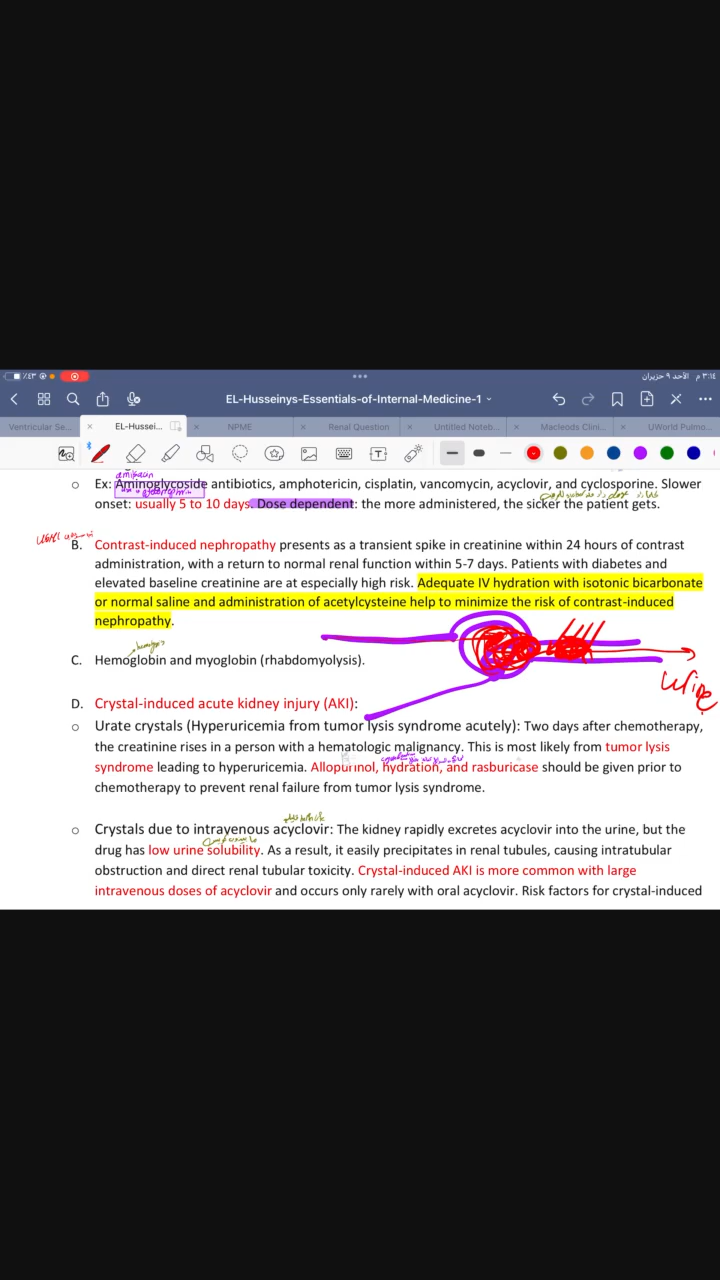 ٪٤٣
٣:١٤ م الأحد ٩ حزيران
EL-Husseinys-Essentials-of-Internal-Medicine-1
Ventricular Se...
EL-Hussei...
NPME
Renal Question
Untitled Noteb...
Macleods Clini...
UWorld Pulmo...
o Ex: Aminoglycoside antibiotics, amphotericin, cisplatin, vancomycin, acyclovir, and cyclosporine. Slower
onset: usually 5 to 10 days. Dose dependent: the more administered, the sicker the patient gets.
B. Contrast-induced nephropathy presents as a transient spike in creatinine within 24 hours of contrast
administration, with a return to normal renal function within 5-7 days. Patients with diabetes and
elevated baseline creatinine are at especially high risk. Adequate IV hydration with isotonic bicarbonate
or normal saline and administration of acetylcysteine help to minimize the risk of contrast-induced
nephropathy.
C. Hemoglobin and myoglobin (rhabdomyolysis).
urine
D. Crystal-induced acute kidney injury (AKI):
o Urate crystals (Hyperuricemia from tumor lysis syndrome acutely): Two days after chemotherapy,
the creatinine rises in a person with a hematologic malignancy. This is most likely from tumor lysis
syndrome leading to hyperuricemia. Allopurinol, hydration, and rasburicase should be given prior to
chemotherapy to prevent renal failure from tumor lysis syndrome.
o Crystals due to intravenous acyclovir: The kidney rapidly excretes acyclovir into the urine, but the
drug has low urine solubility. As a result, it easily precipitates in renal tubules, causing intratubular
obstruction and direct renal tubular toxicity. Crystal-induced AKI is more common with large
intravenous doses of acyclovir and occurs only rarely with oral acyclovir. Risk factors for crystal-induced